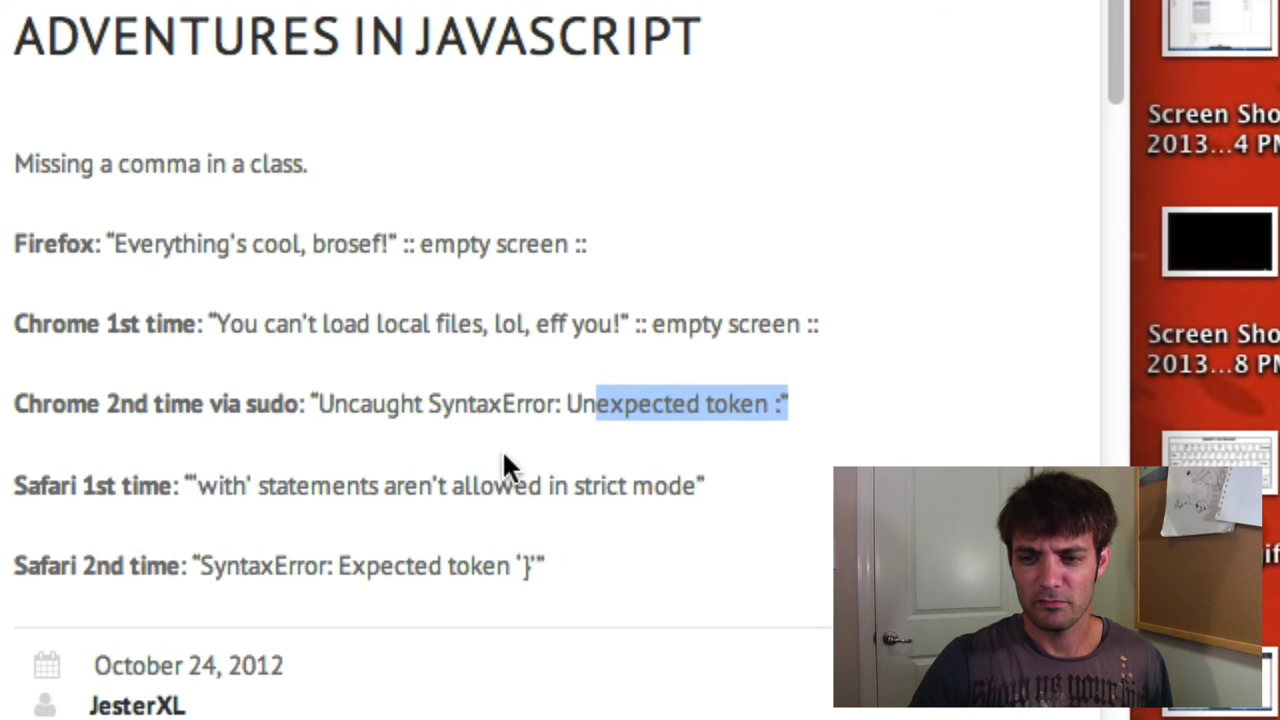 ADVENTURES IN JAVASCRIPT
Missing a comma in a class.
Firefox: “Everything's cool, brosef!” :: empty screen ::
Chrome 1st time: “You can't load local files, lol, eff you!” :: empty screen ::
Chrome 2nd time via sudo: “Uncaught SyntaxError: Unexpected token :”
Safari 1st time: “'with' statements aren't allowed in strict mode”
Safari 2nd time: “SyntaxError: Expected token '}'”
October 24, 2012
JesterXL
Screen Sho
2013...4 PM
Screen Sho
2013...8 PM